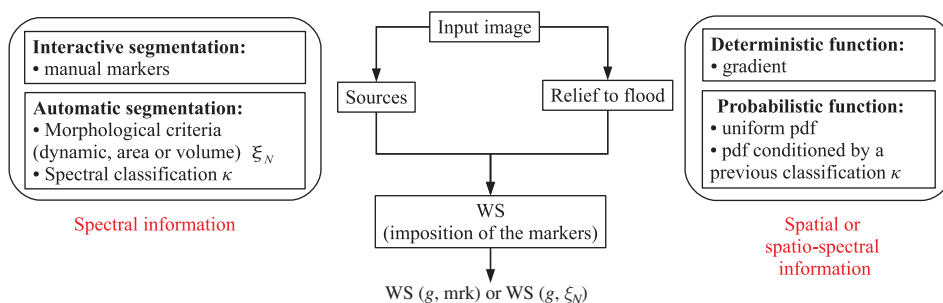 Interactive segmentation:
• manual markers
Automatic segmentation:
• Morphological criteria
(dynamic, area or volume) ξN
• Spectral classification κ
Spectral information
Input image
Sources
Relief to flood
WS
(imposition of the markers)
WS (g, mrk) or WS (g, ξN)
Deterministic function:
• gradient
Probabilistic function:
• uniform pdf
• pdf conditioned by a
previous classification κ
Spatial or
spatio-spectral
information